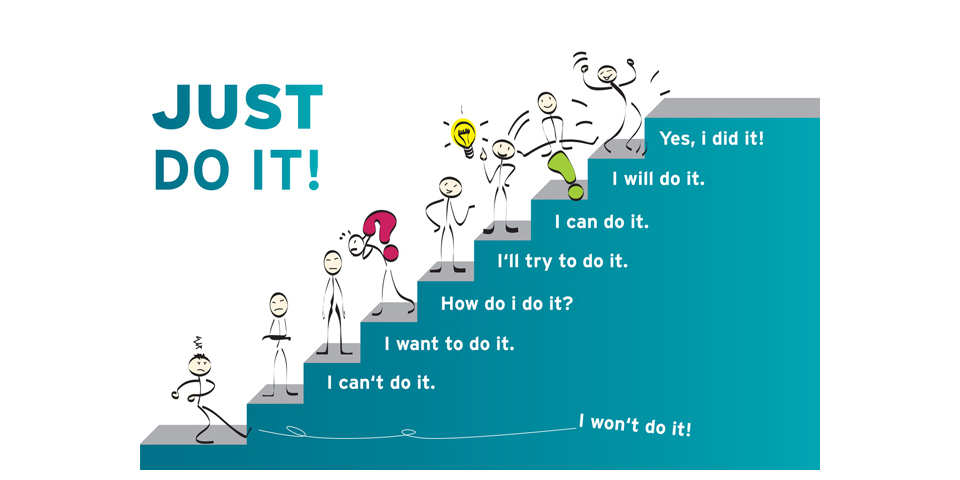 JUST
DO IT!
Yes, i did it!
I will do it.
I can do it.
I'll try to do it.
How do i do it?
I want to do it.
I can't do it.
I won't do it!